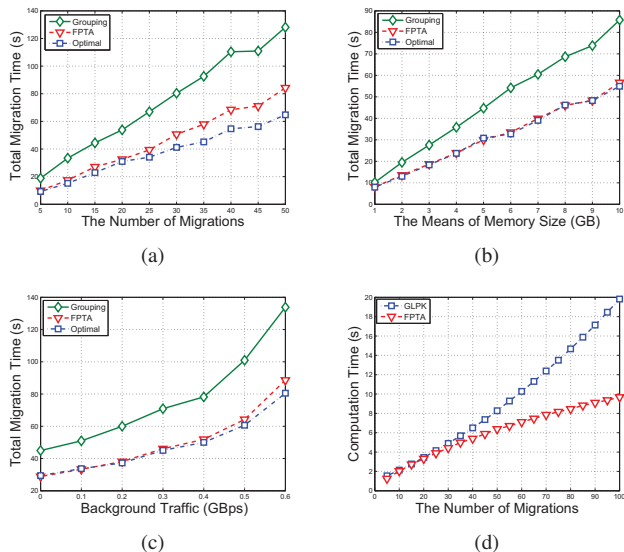 140
120
100
80
60
40
20
0
5 10 15 20 25 30 35 40 45 50
Total Migration Time (s)
The Number of Migrations
Grouping
FPTA
Optimal
(a)
90
80
70
60
50
40
30
20
10
0
1 2 3 4 5 6 7 8 9 10
Total Migration Time (s)
The Means of Memory Size (GB)
Grouping
FPTA
Optimal
(b)
140
120
100
80
60
40
20
0 0.1 0.2 0.3 0.4 0.5 0.6
Total Migration Time (s)
Background Traffic (GBps)
Grouping
FPTA
Optimal
(c)
20
18
16
14
12
10
8
6
4
2
0
0 10 20 30 40 50 60 70 80 90 100
Computation Time (s)
The Number of Migrations
GLPK
FPTA
(d)